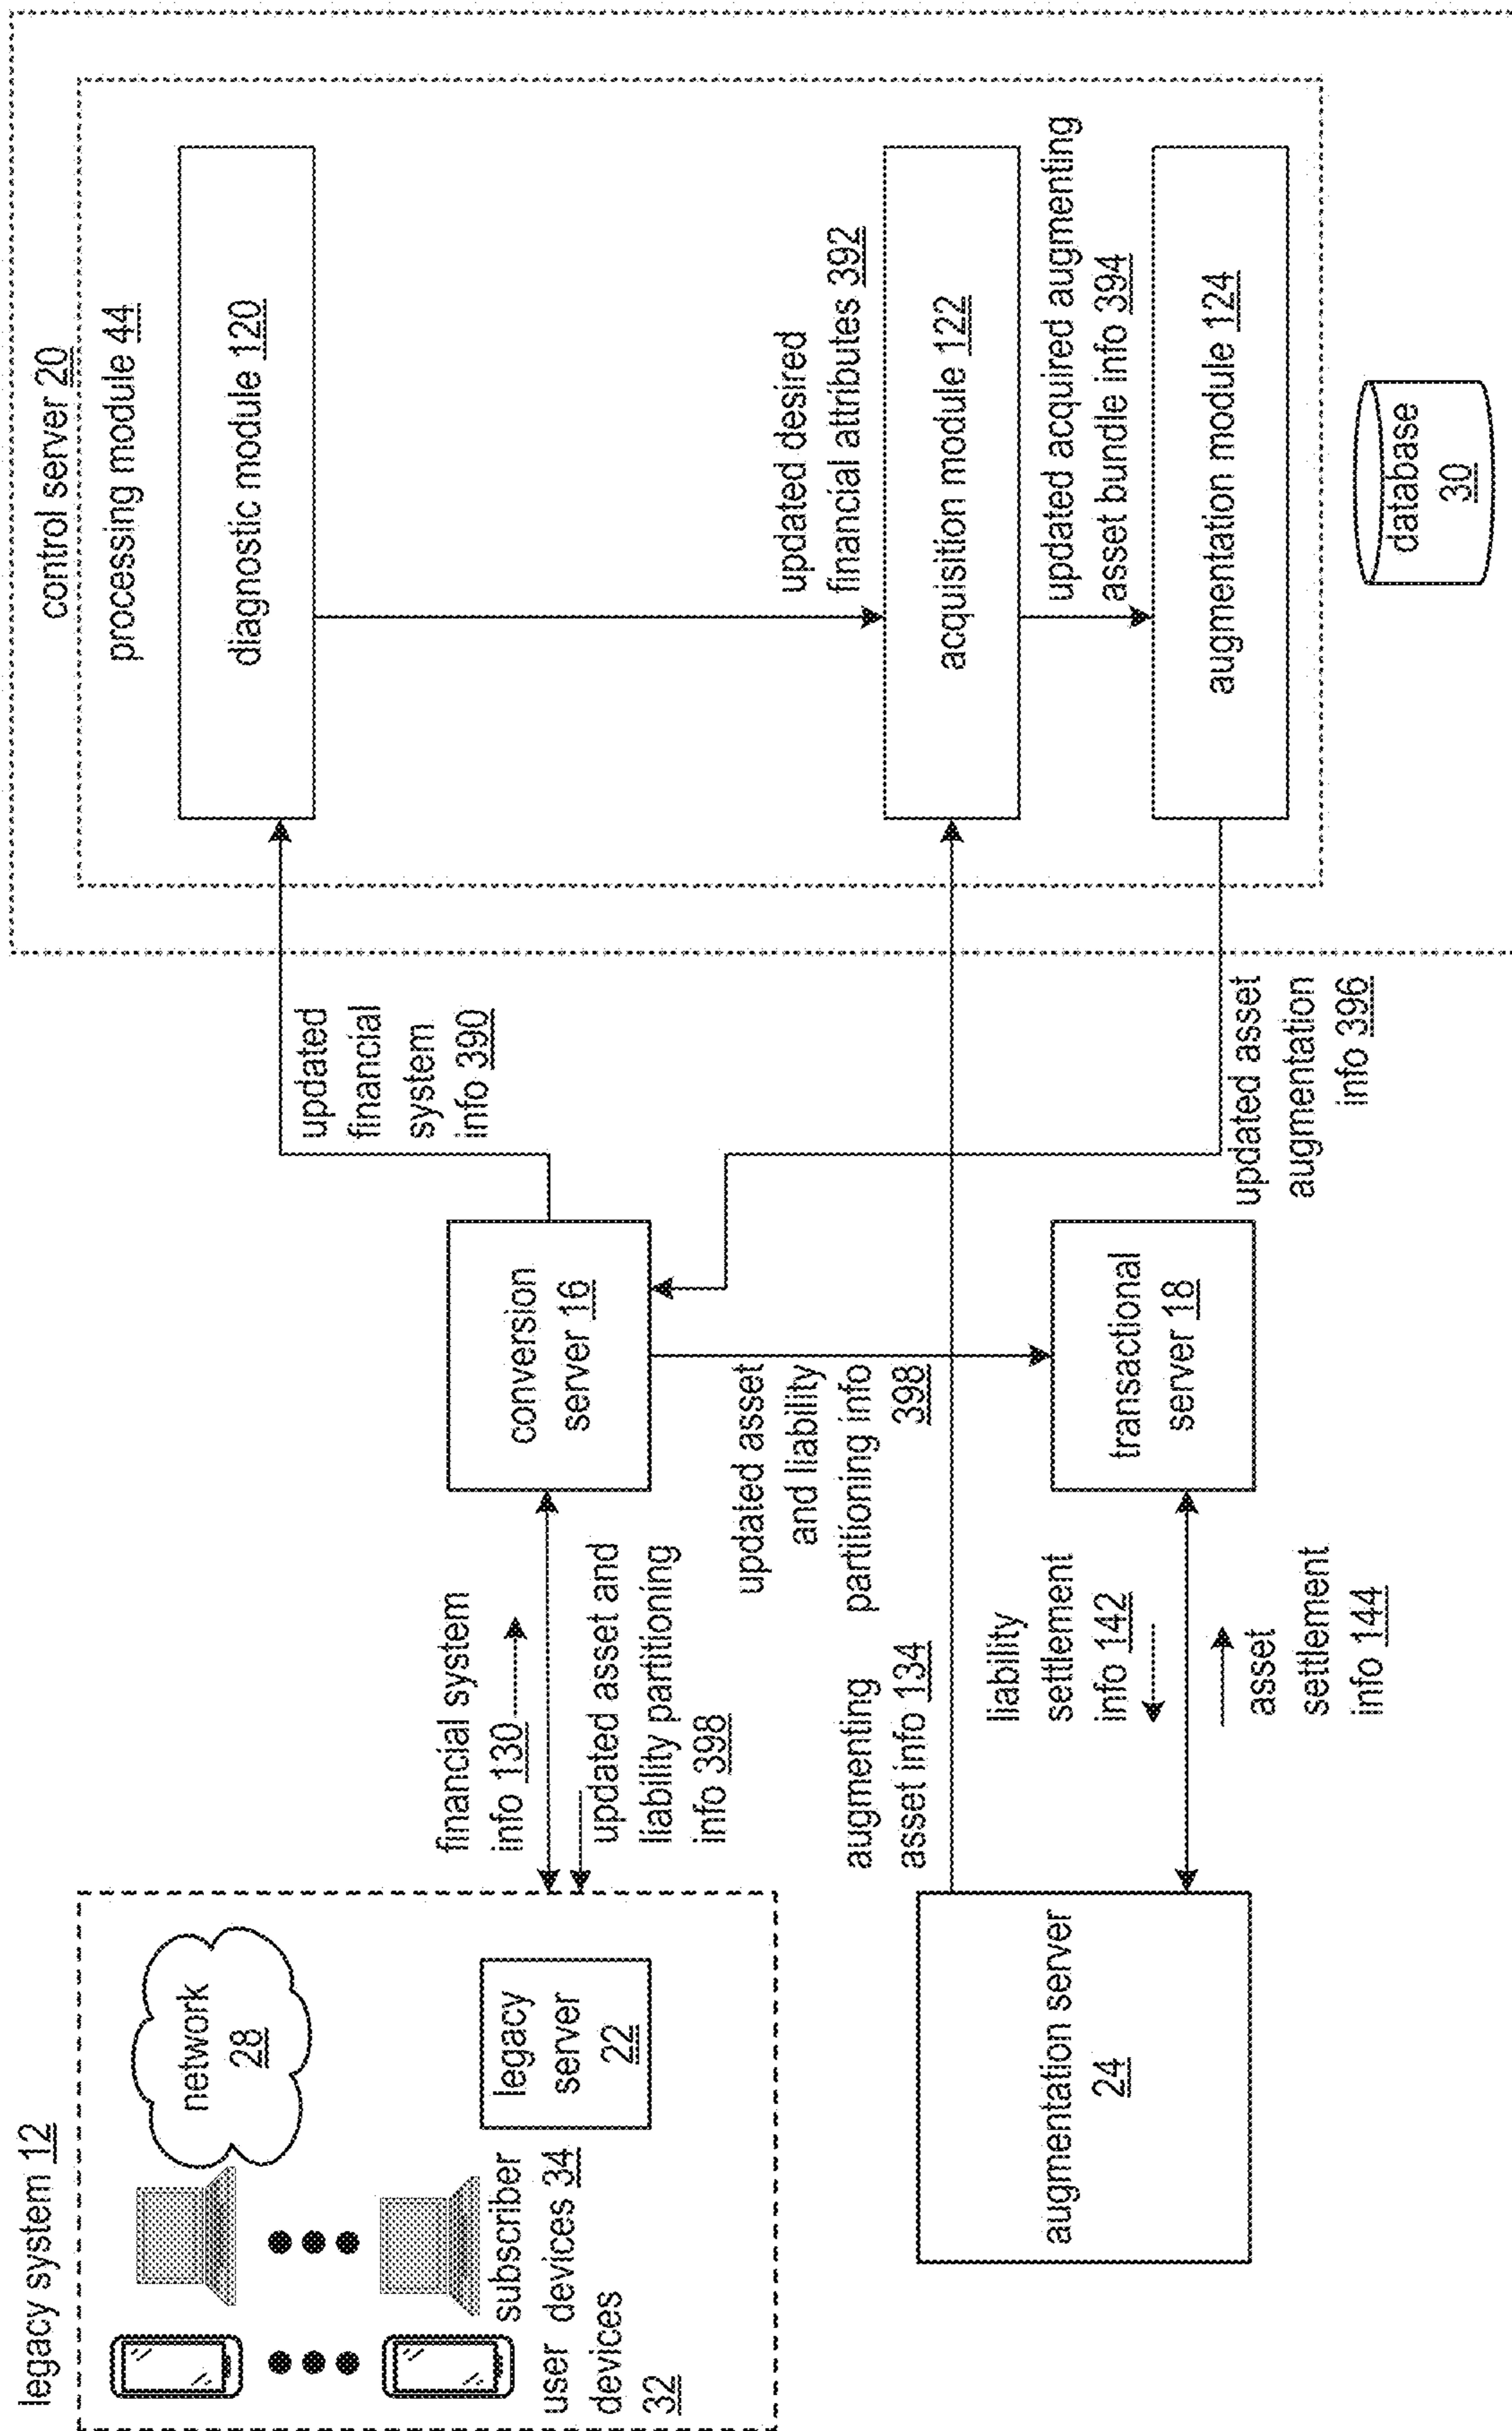 legacy system 12
network
28
legacy
server
22
subscriber
devices 34
user
devices
32
financial system
info 130
updated asset and
liability partitioning
info 398
conversion
server 16
updated
financial
system
info 390
control server 20
processing module 44
diagnostic module 120
updated desired
financial attributes 392
acquisition module 122
updated acquired augmenting
asset bundle info 394
augmentation module 124
database
30
updated asset
augmentation
info 396
updated asset
and liability
partitioning info
398
transactional
server 18
augmenting
asset info 134
liability
settlement
info 142
asset
settlement
info 144
augmentation server
24